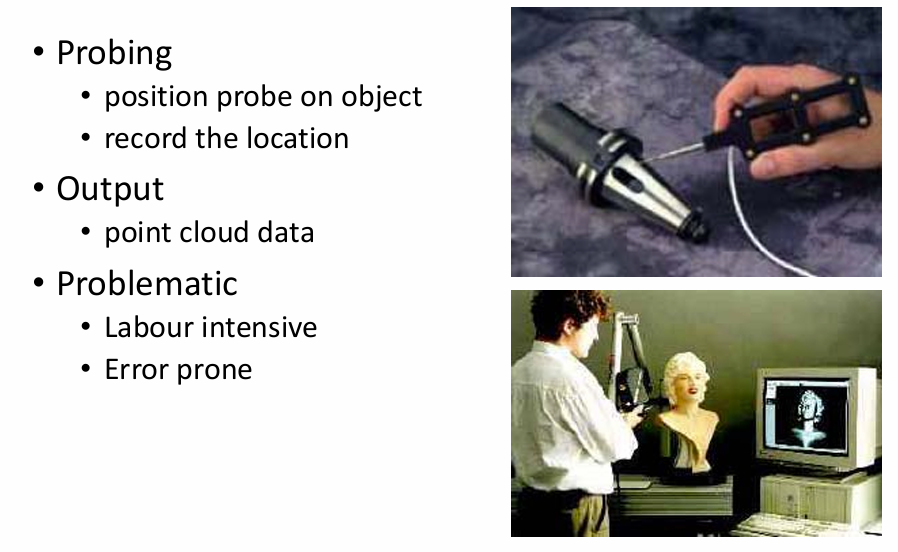 • Probing
• position probe on object
• record the location
• Output
• point cloud data
• Problematic
• Labour intensive
• Error prone